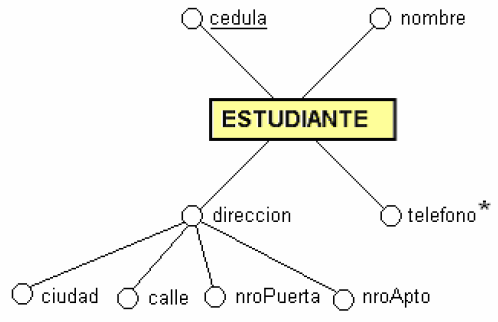 cedula
nombre
ESTUDIANTE
direccion
telefono*
ciudad
calle
nroPuerta
nroApto